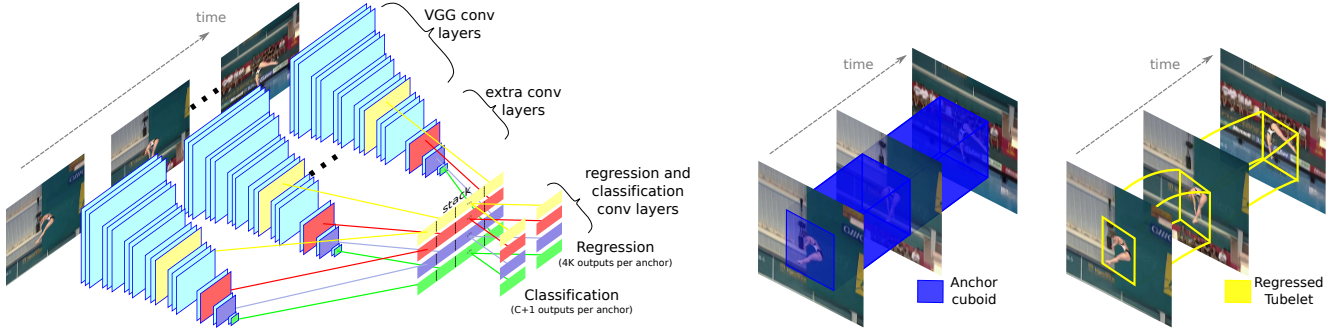 time
VGG conv
layers
extra conv
layers
stack
regression and
classification
conv layers
Regression
(4K outputs per anchor)
Classification
(C+1 outputs per anchor)
time
Anchor
cuboid
time
Regressed
Tubelet